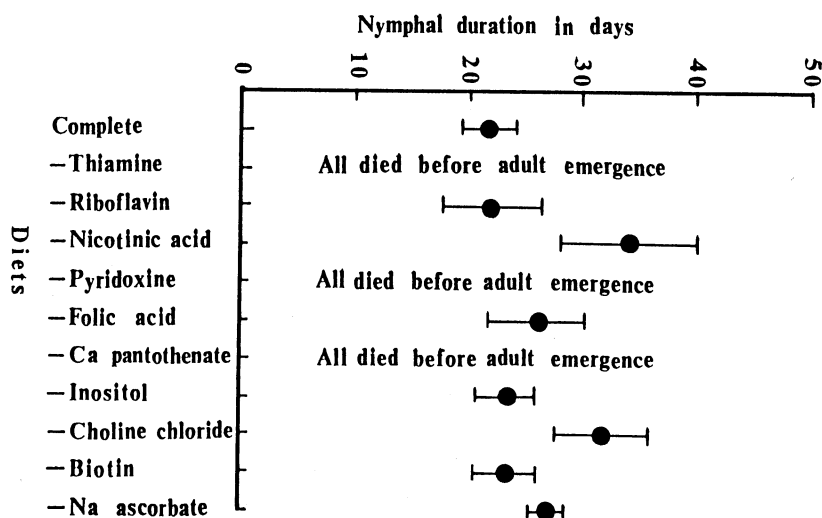 Nymphal duration in days
0 10 20 30 40 50
Complete
−Thiamine All died before adult emergence
−Riboflavin
−Nicotinic acid
Diets
−Pyridoxine All died before adult emergence
−Folic acid
−Ca pantothenate All died before adult emergence
−Inositol
−Choline chloride
−Biotin
−Na ascorbate